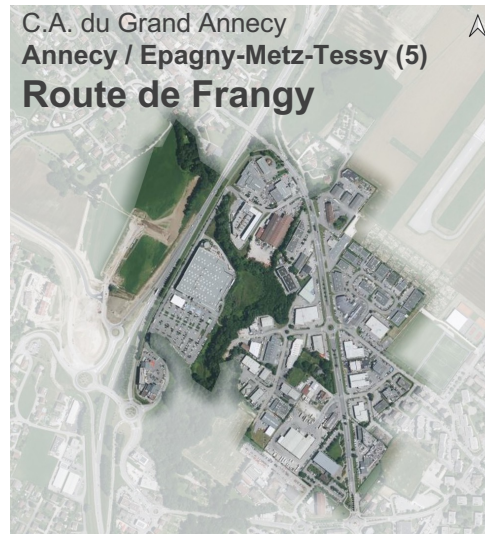 C.A. du Grand Annecy
Annecy / Epagny-Metz-Tessy (5)
Route de Frangy